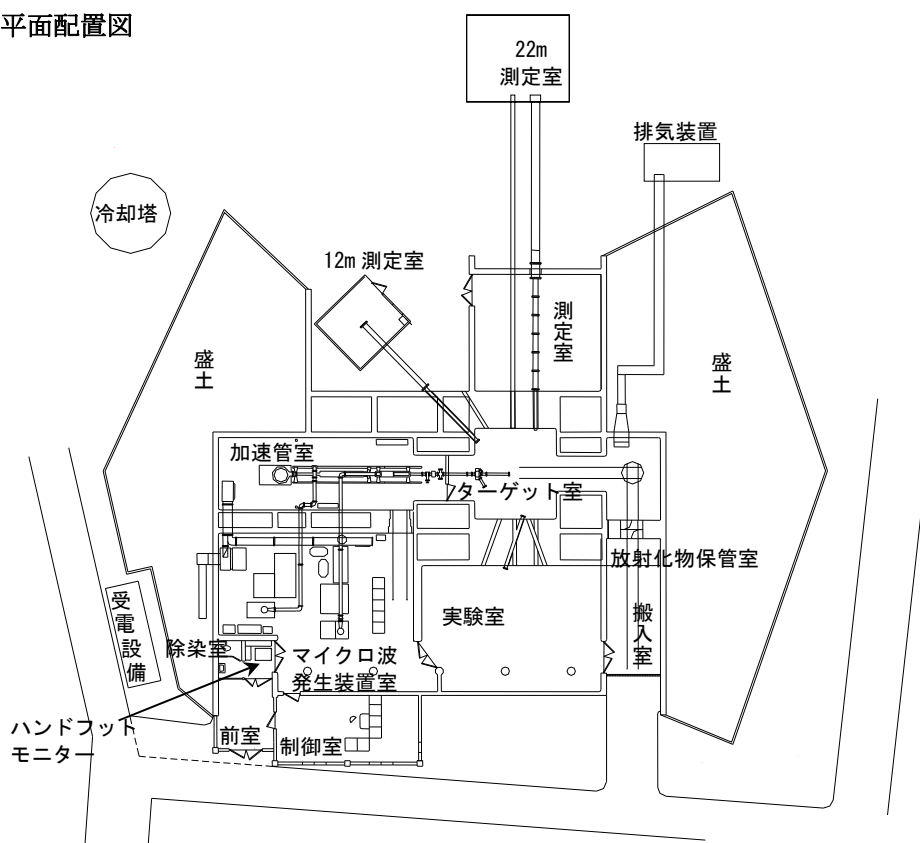 平面配置図
22m
測定室
排気装置
冷却塔
12m 測定室
測定室
盛土
盛土
加速管室
ターゲット室
放射化物保管室
受電設備
実験室
搬入室
除染室
マイクロ波
発生装置室
ハンドフット
モニター
前室
制御室